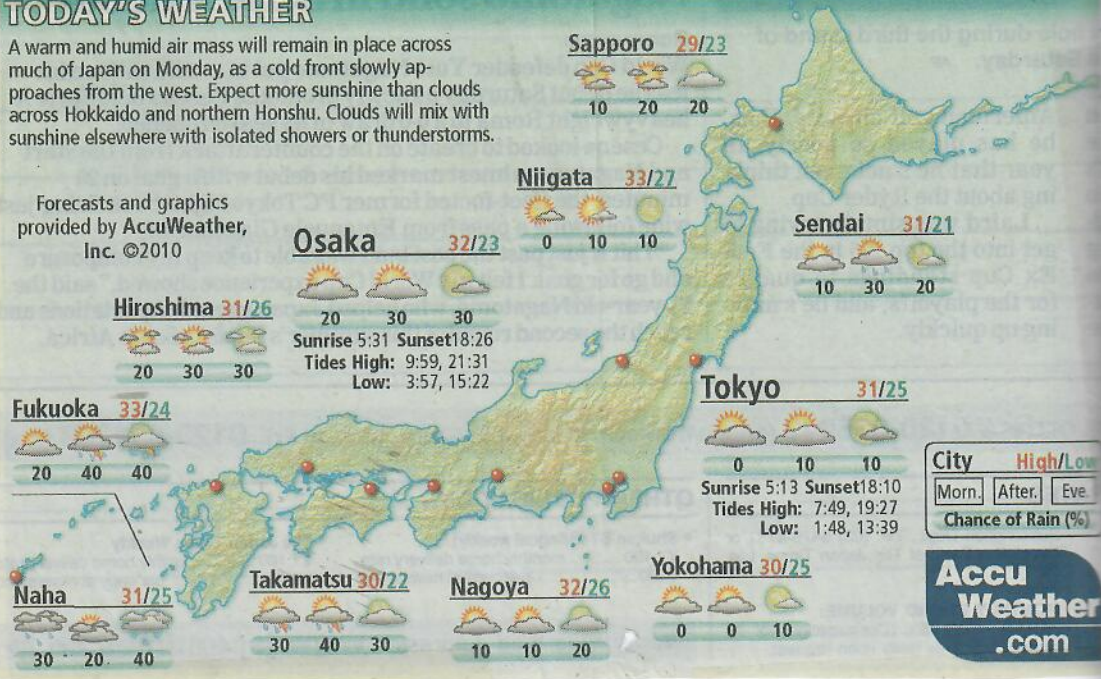 TODAY'S WEATHER
A warm and humid air mass will remain in place across
much of Japan on Monday, as a cold front slowly ap-
proaches from the west. Expect more sunshine than clouds
across Hokkaido and northern Honshu. Clouds will mix with
sunshine elsewhere with isolated showers or thunderstorms.
Forecasts and graphics
provided by AccuWeather,
Inc. ©2010
Sapporo 29/23
10 20 20
Niigata 33/27
0 10 10
Sendai 31/21
10 30 20
Osaka 32/23
20 30 30
Sunrise 5:31 Sunset18:26
Tides High: 9:59, 21:31
Low: 3:57, 15:22
Hiroshima 31/26
20 30 30
Fukuoka 33/24
20 40 40
Tokyo 31/25
0 10 10
Sunrise 5:13 Sunset18:10
Tides High: 7:49, 19:27
Low: 1:48, 13:39
City High/Low
Morn. After. Eve.
Chance of Rain (%)
Naha 31/25
30 20 40
Takamatsu 30/22
30 40 30
Nagoya 32/26
10 10 20
Yokohama 30/25
0 0 10
Accu
Weather
.com